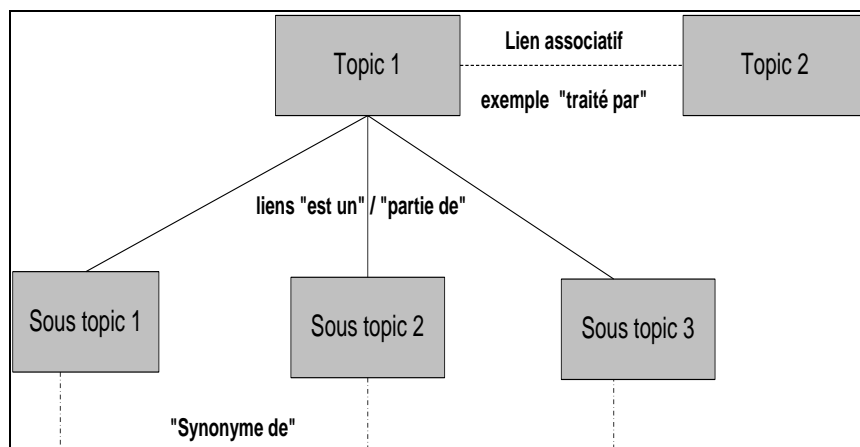 Topic 1
Lien associatif
Topic 2
exemple "traité par"
liens "est un" / "partie de"
Sous topic 1
Sous topic 2
Sous topic 3
"Synonyme de"